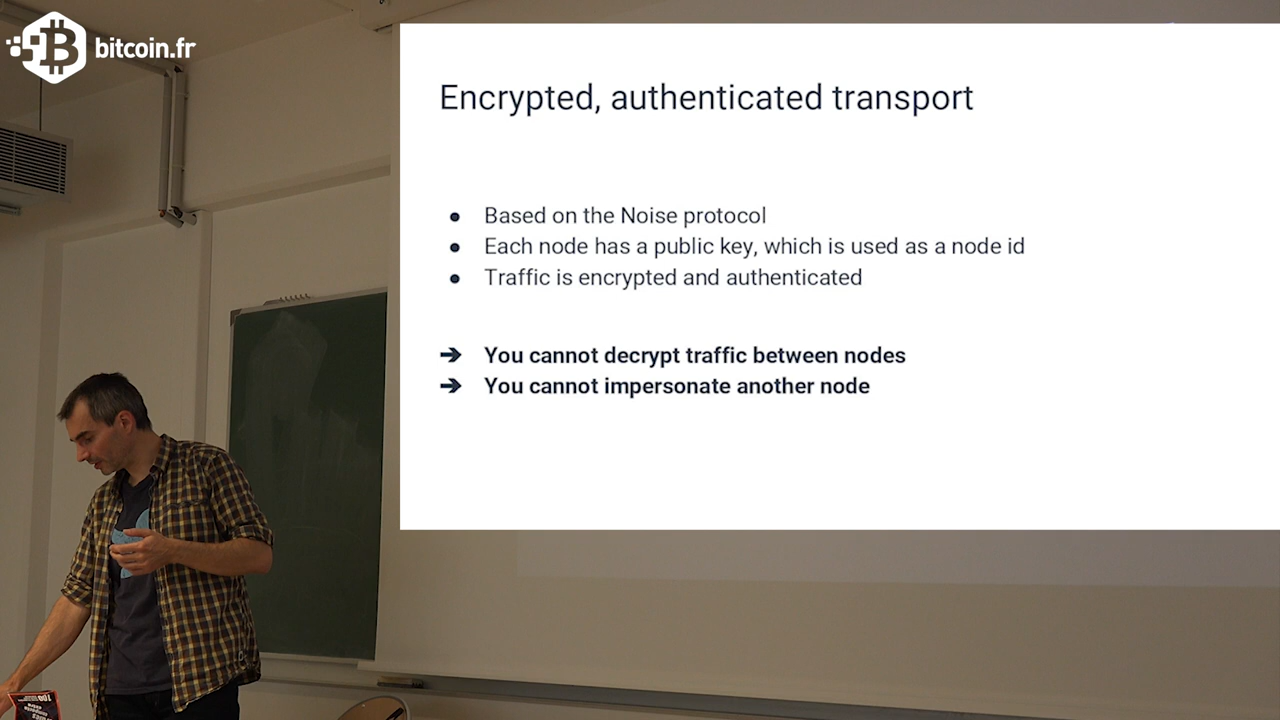 bitcoin.fr
Encrypted, authenticated transport
● Based on the Noise protocol
● Each node has a public key, which is used as a node id
● Traffic is encrypted and authenticated
➔ You cannot decrypt traffic between nodes
➔ You cannot impersonate another node